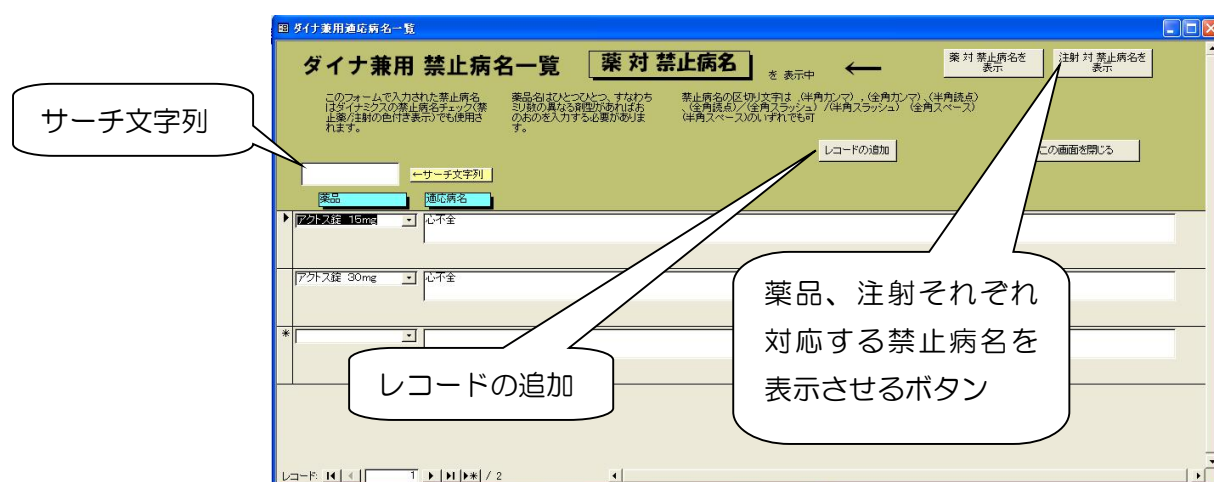 ダイナ兼用適応病名一覧
ダイナ兼用 禁止病名一覧
薬 対 禁止病名
を 表示中
←
薬 対 禁止病名を
表示
注射 対 禁止病名を
表示
このフォームで入力された禁止病名
はダイナミクスの禁止病名チェック(禁
止薬/注射の色付き表示)でも使用さ
れます。
薬品名はひとつひとつ、すなわち
ミリ数の異なる剤型があればお
のおのを入力する必要がありま
す。
禁止病名の区切り文字は ,(半角カンマ) ,(全角カンマ)、(半角読点)
、(全角読点)／(全角スラッシュ) /(半角スラッシュ) (全角スペース)
(半角スペース)のいずれでも可
サーチ文字列
レコードの追加
この画面を閉じる
←サーチ文字列
薬品
適応病名
アクトス錠 15mg
心不全
アクトス錠 30mg
心不全
レコードの追加
薬品、注射それぞれ
対応する禁止病名を
表示させるボタン
レコード: 1 / 2